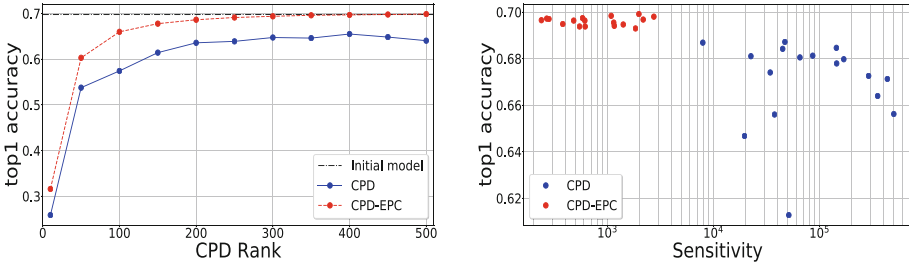 0.7
0.6
0.5
0.4
0.3
top1 accuracy
Initial model
CPD
CPD-EPC
0
100
200
300
400
500
CPD Rank
0.70
0.68
0.66
0.64
0.62
top1 accuracy
CPD
CPD-EPC
10³
10⁴
10⁵
Sensitivity